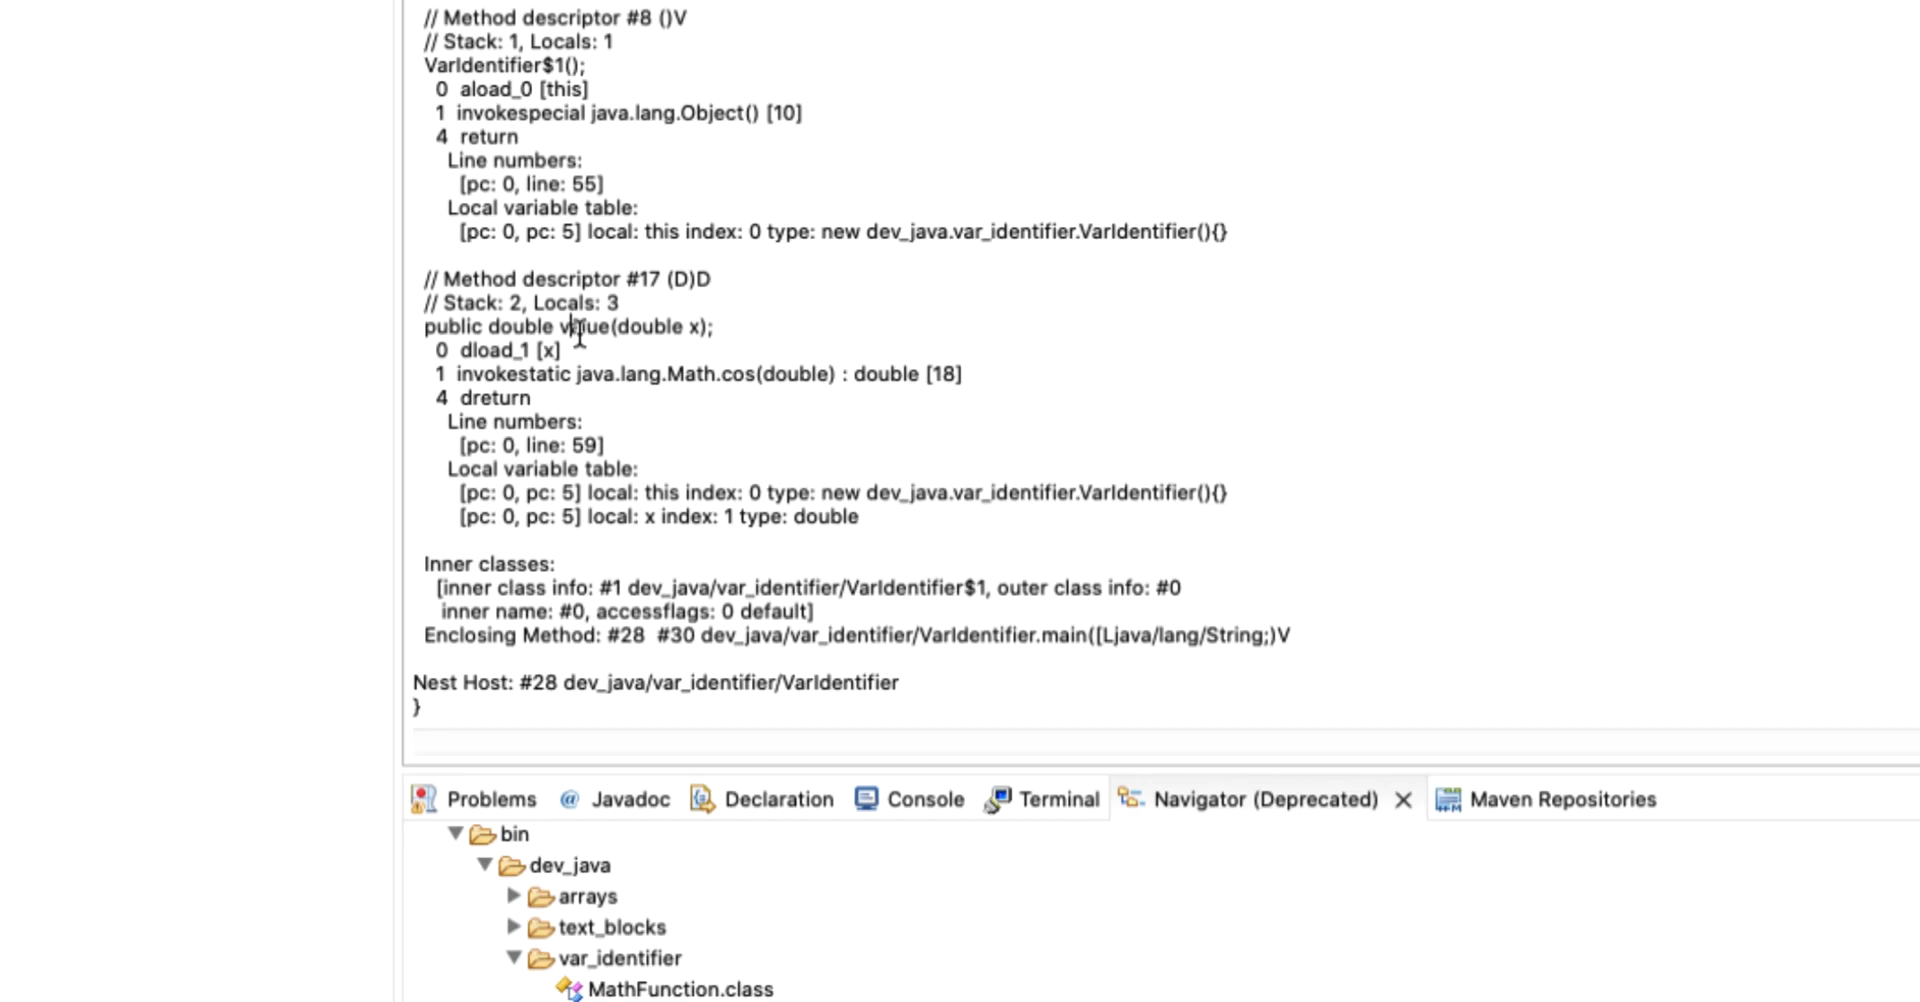 // Method descriptor #8 ()V
// Stack: 1, Locals: 1
VarIdentifier$1();
0 aload_0 [this]
1 invokespecial java.lang.Object() [10]
4 return
Line numbers:
[pc: 0, line: 55]
Local variable table:
[pc: 0, pc: 5] local: this index: 0 type: new dev_java.var_identifier.VarIdentifier(){}
// Method descriptor #17 (D)D
// Stack: 2, Locals: 3
public double value(double x);
0 dload_1 [x]
1 invokestatic java.lang.Math.cos(double) : double [18]
4 dreturn
Line numbers:
[pc: 0, line: 59]
Local variable table:
[pc: 0, pc: 5] local: this index: 0 type: new dev_java.var_identifier.VarIdentifier(){}
[pc: 0, pc: 5] local: x index: 1 type: double
Inner classes:
[inner class info: #1 dev_java/var_identifier/VarIdentifier$1, outer class info: #0
inner name: #0, accessflags: 0 default]
Enclosing Method: #28 #30 dev_java/var_identifier/VarIdentifier.main([Ljava/lang/String;)V
Nest Host: #28 dev_java/var_identifier/VarIdentifier
}
Problems @ Javadoc Declaration Console Terminal Navigator (Deprecated) Maven Repositories
bin
dev_java
arrays
text_blocks
var_identifier
MathFunction.class